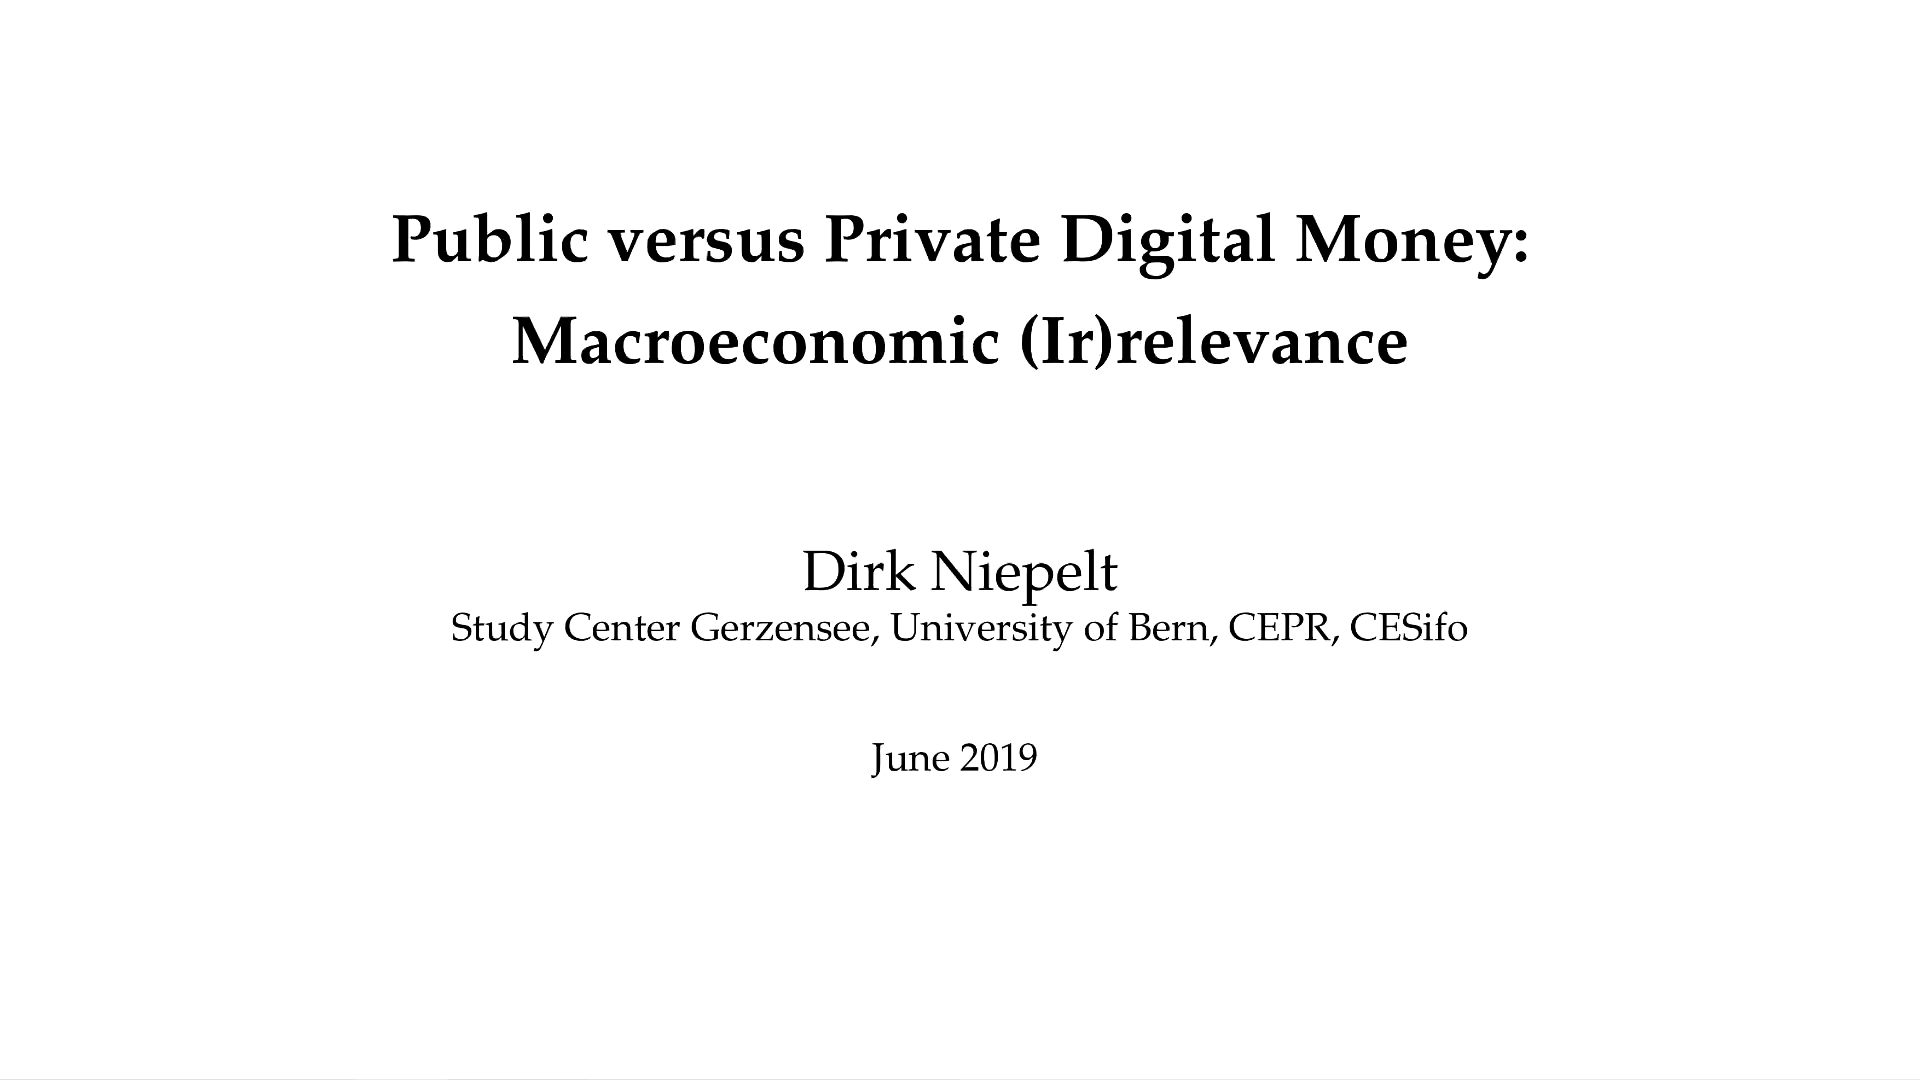 Public versus Private Digital Money:
Macroeconomic (Ir)relevance
Dirk Niepelt
Study Center Gerzensee, University of Bern, CEPR, CESifo
June 2019